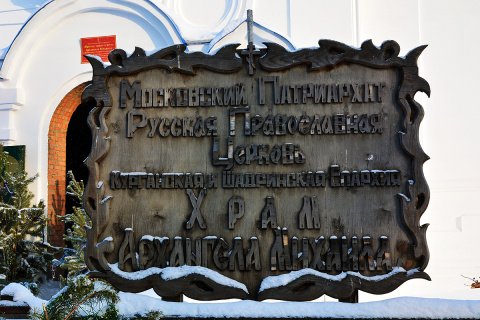 Московский Патриархат
Русская Православная
Церковь
Курганская и Шадринская Епархия
Храм
Архангела Михаила